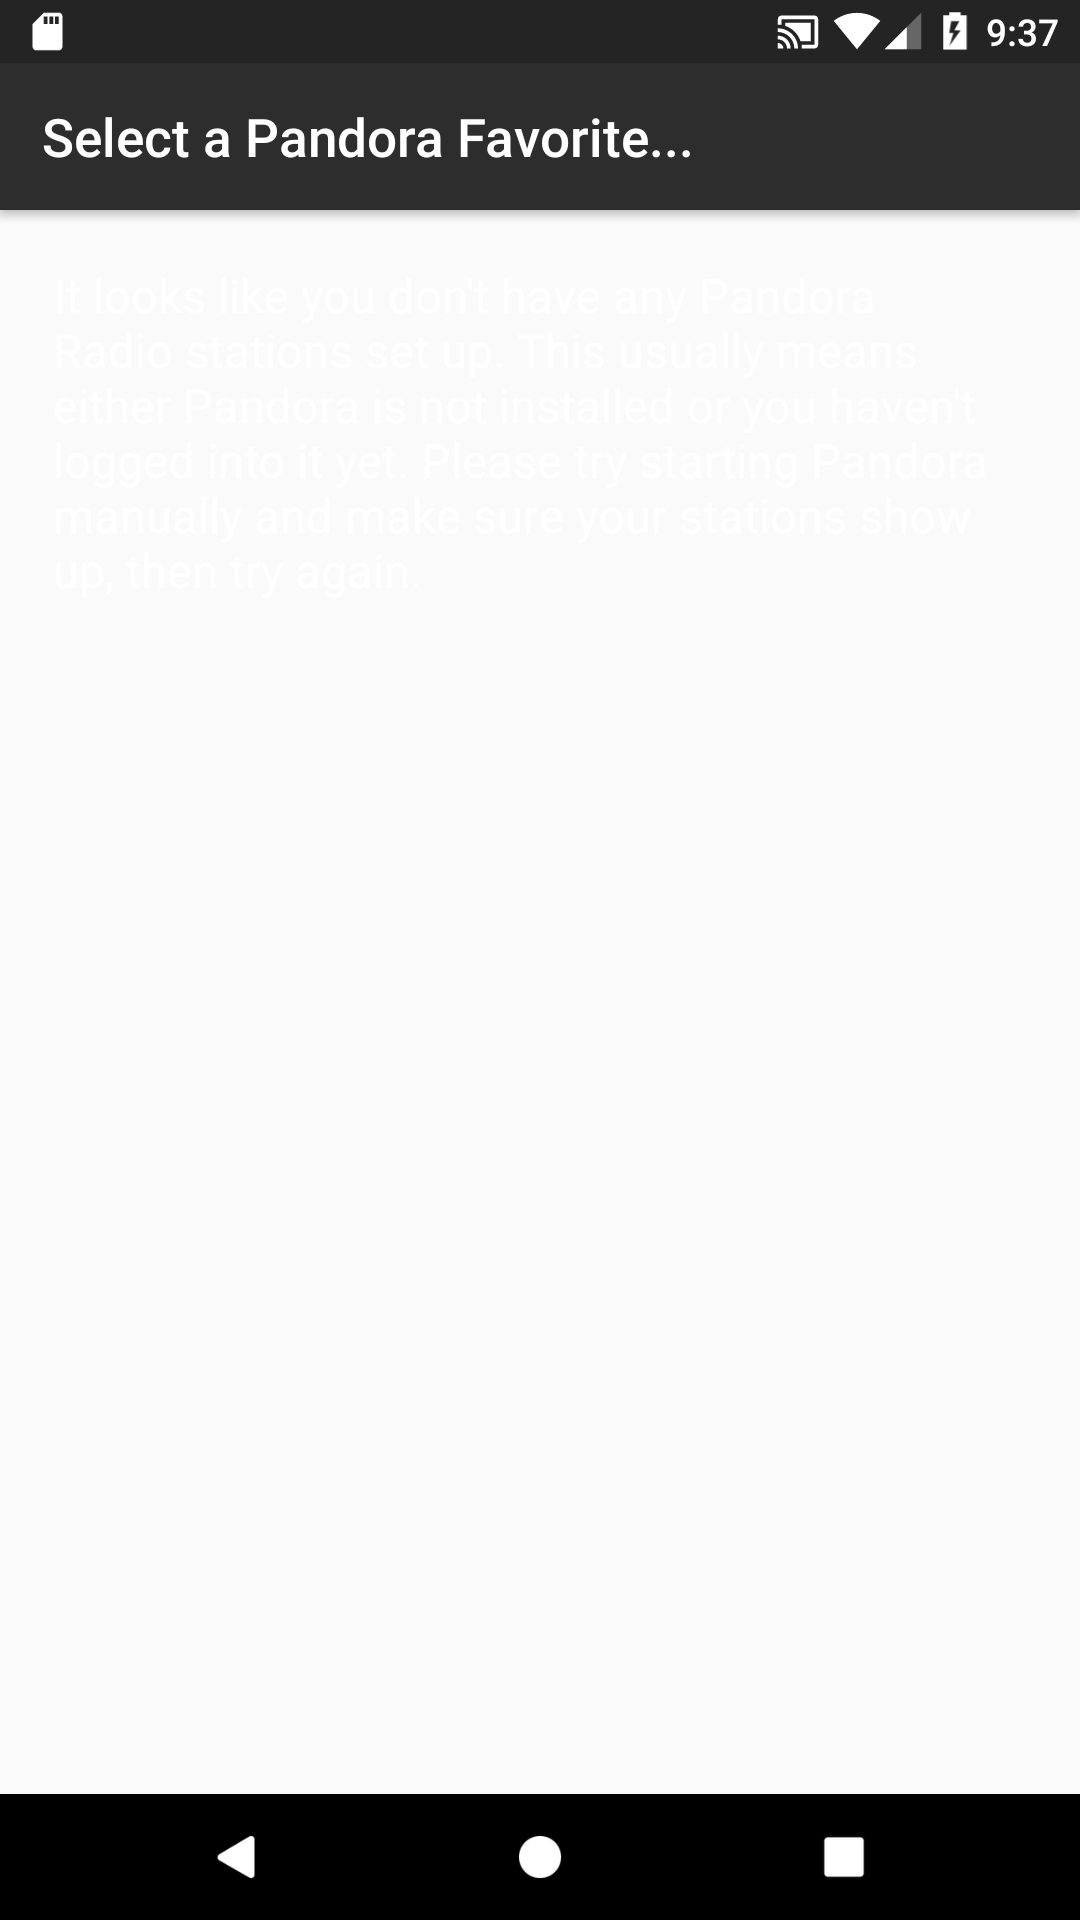 9:37
Select a Pandora Favorite...
It looks like you don't have any Pandora
Radio stations set up. This usually means
either Pandora is not installed or you haven't
logged into it yet. Please try starting Pandora
manually and make sure your stations show
up, then try again.